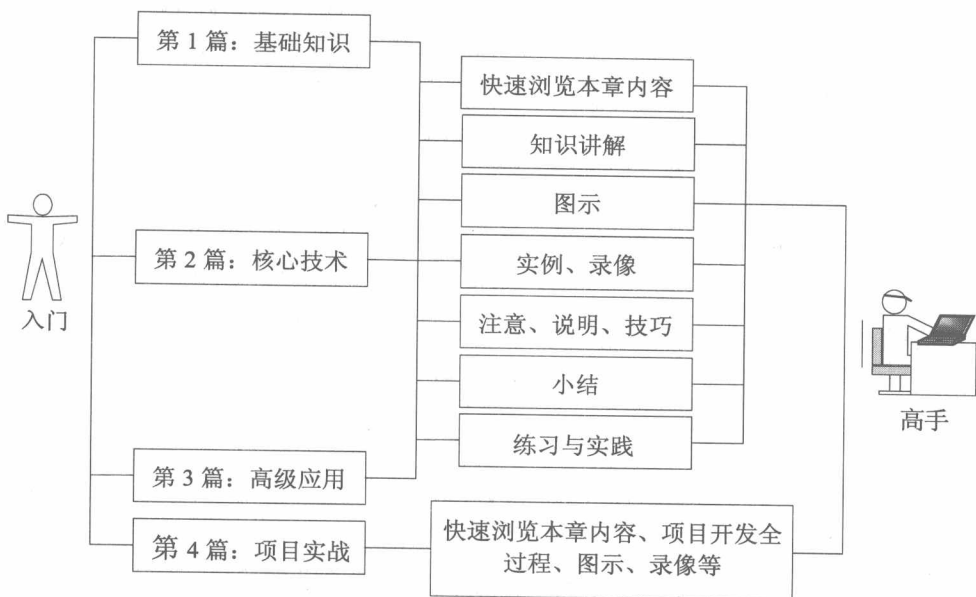 第 1 篇：基础知识
快速浏览本章内容
知识讲解
图示
第 2 篇：核心技术
实例、录像
入门
注意、说明、技巧
小结
高手
练习与实践
第 3 篇：高级应用
第 4 篇：项目实战
快速浏览本章内容、项目开发全
过程、图示、录像等